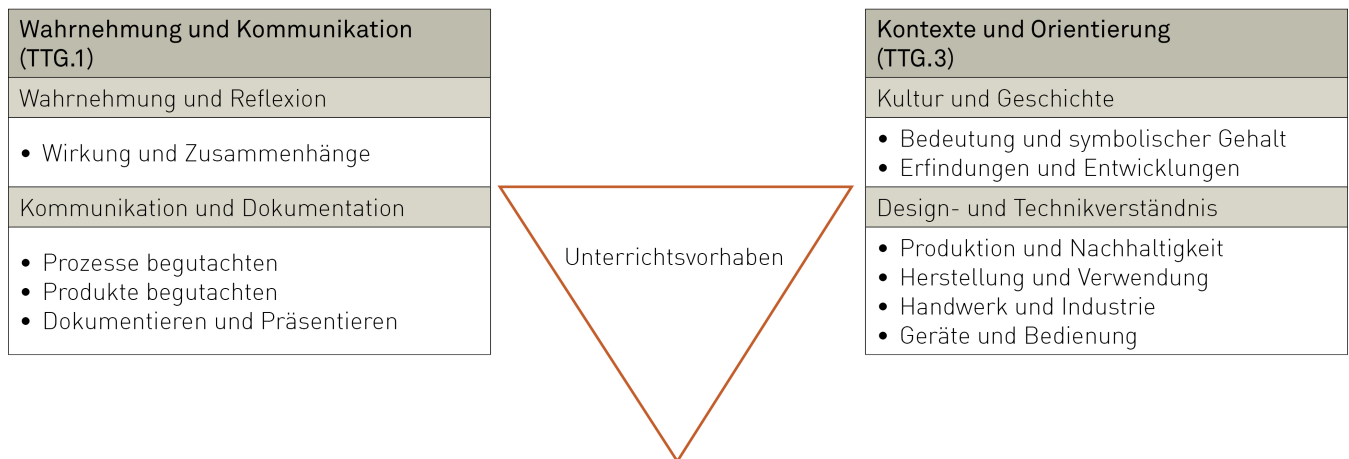 Wahrnehmung und Kommunikation
(TTG.1)
Wahrnehmung und Reflexion
• Wirkung und Zusammenhänge
Kommunikation und Dokumentation
• Prozesse begutachten
• Produkte begutachten
• Dokumentieren und Präsentieren
Unterrichtsvorhaben
Kontexte und Orientierung
(TTG.3)
Kultur und Geschichte
• Bedeutung und symbolischer Gehalt
• Erfindungen und Entwicklungen
Design- und Technikverständnis
• Produktion und Nachhaltigkeit
• Herstellung und Verwendung
• Handwerk und Industrie
• Geräte und Bedienung